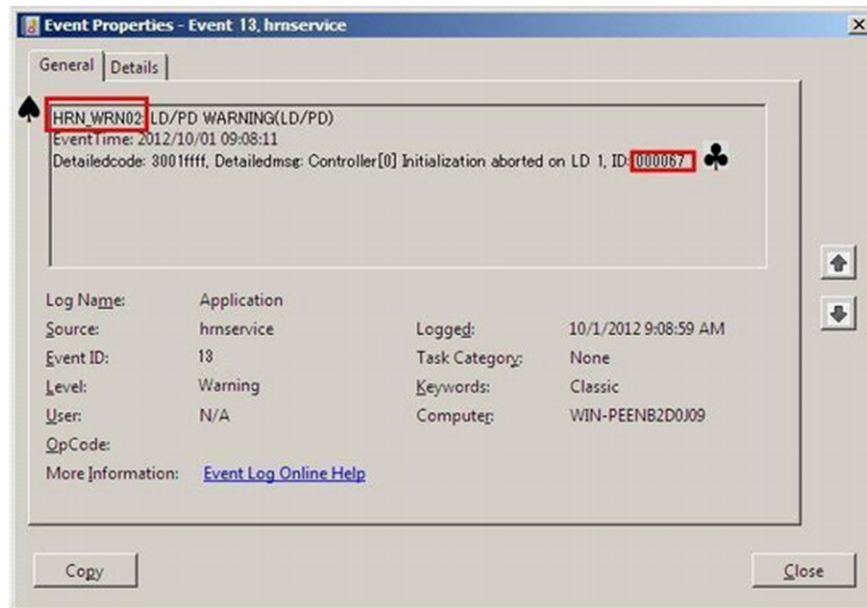 Event Properties - Event 13, hrnservice
General Details
HRN_WRN02: LD/PD WARNING(LD/PD)
EventTime: 2012/10/01 09:08:11
Detailedcode: 3001ffff, Detailedmsg: Controller[0] Initialization aborted on LD 1, ID: 000067
Log Name: Application
Source: hrnservice Logged: 10/1/2012 9:08:59 AM
Event ID: 13 Task Category: None
Level: Warning Keywords: Classic
User: N/A Computer: WIN-PEENB2D0J09
OpCode:
More Information: Event Log Online Help
Copy Close